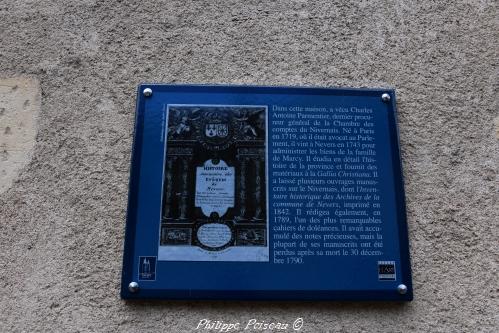 Dans cette maison, a vécu Charles
Antoine Parmentier, dernier procu-
reur général de la Chambre des
comptes du Nivernais. Né à Paris
en 1719, où il était avocat au Parle-
ment, il vint à Nevers en 1743 pour
administrer les biens de la famille
de Marcy. Il étudia en détail l'his-
toire de la province et fournit des
matériaux à la Gallia Christiana. Il
a laissé plusieurs ouvrages manus-
crits sur le Nivernais, dont l'Inven-
taire historique des Archives de la
commune de Nevers, imprimé en
1842. Il rédigea également, en
1789, l'un des plus remarquables
cahiers de doléances. Il avait accu-
mulé des notes précieuses, mais la
plupart de ses manuscrits ont été
perdus après sa mort le 30 décem-
bre 1790.
HISTOIRE
des
Evêques
de
Nevers
Philippe Poiseau ©